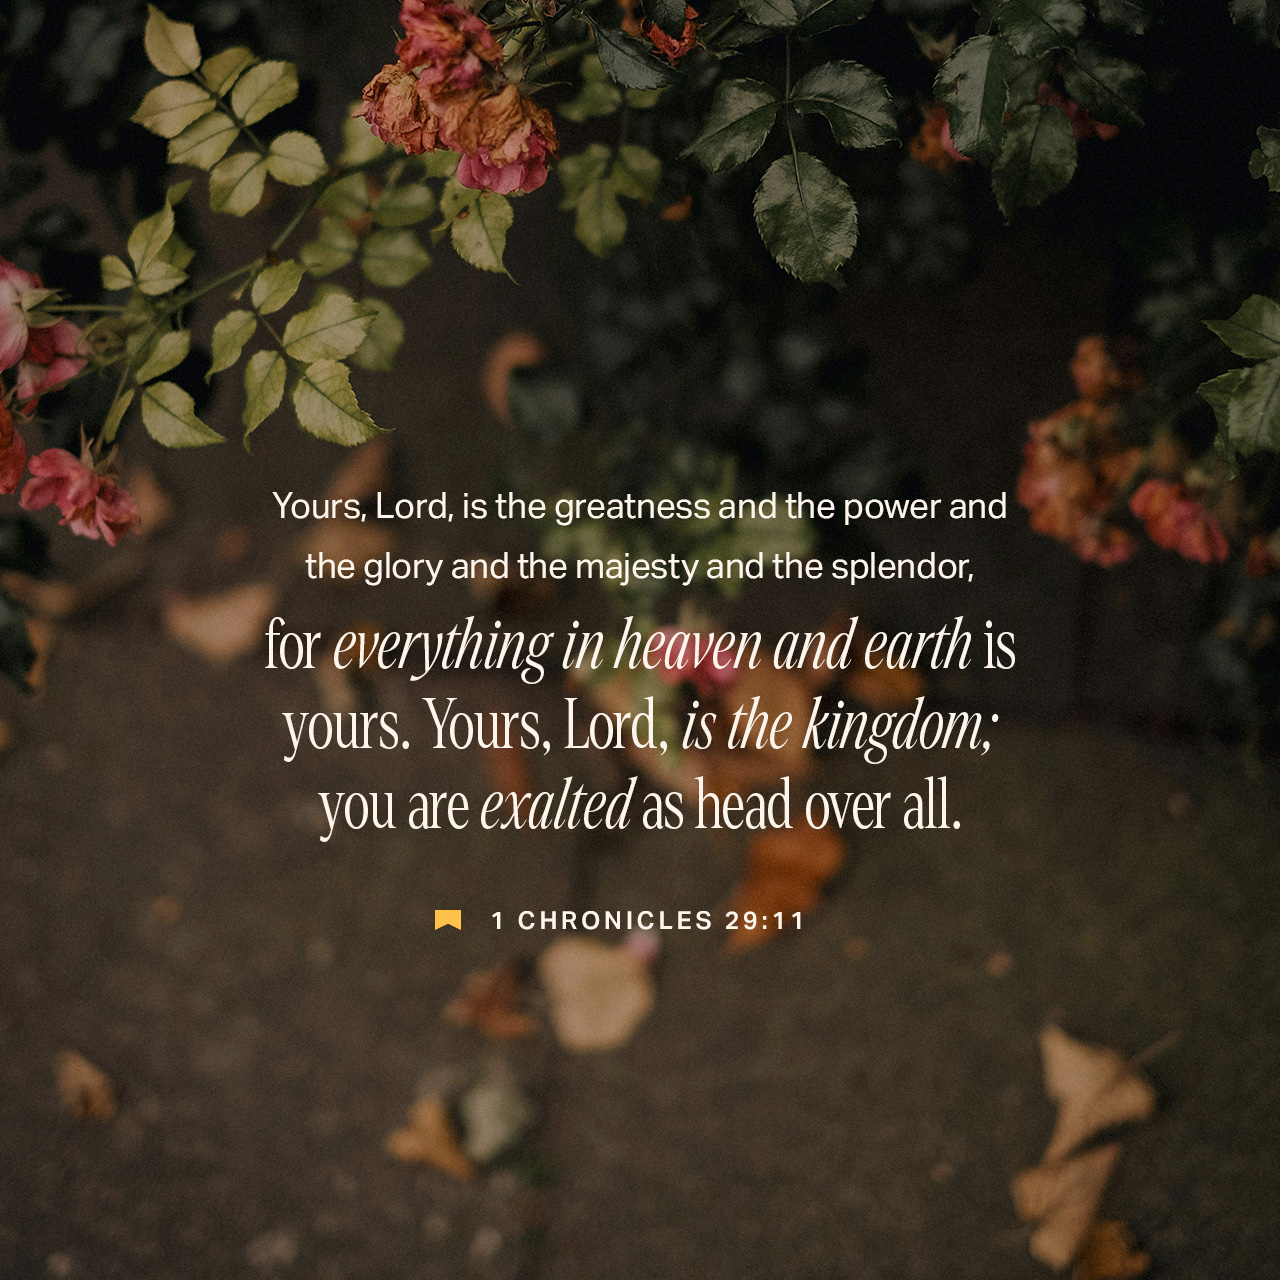 Yours, Lord, is the greatness and the power and
the glory and the majesty and the splendor,
for everything in heaven and earth is
yours. Yours, Lord, is the kingdom;
you are exalted as head over all.
1 CHRONICLES 29:11